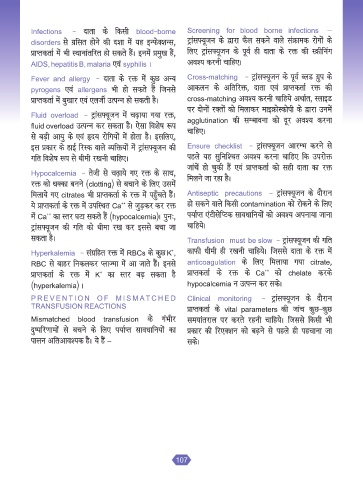 Infections – दाता के किसी blood-borne
disorders से ग्रसित होने की दशा में यह इन्फेक्शन्स,
प्राप्तकर्ता में भी स्थानांतरित हो सकते हैं। इनमें प्रमुख हैं,
AIDS, hepatitis B, malaria एवं syphilis ।
Fever and allergy – दाता के रक्त में कुछ अन्य
pyrogens एवं allergens भी हो सकते हैं जिनसे
प्राप्तकर्ता में बुखार एवं एलर्जी उत्पन्न हो सकती है।
Fluid overload – ट्रांसफ्यूजन में चढ़ाया गया रक्त,
fluid overload उत्पन्न कर सकता है। ऐसा विशेष रूप
से बड़ी आयु के एवं हृदय रोगियों में होता है। इसलिए,
इस प्रकार के हाई रिस्क वाले व्यक्तियों में ट्रांसफ्यूजन की
गति विशेष रूप से धीमी रखनी चाहिए।
Hypocalcemia – तेजी से चढ़ाये गए रक्त के साथ,
रक्त को थक्का बनने (clotting) से बचाने के लिए उसमें
मिलाये गए citrates भी प्राप्तकर्ता के रक्त में पहुँचते हैं।
ये प्राप्तकर्ता के रक्त में उपस्थित Ca⁺⁺ से जुड़कर कर रक्त
में Ca⁺⁺ का स्तर घटा सकते हैं (hypocalcemia)। पुनः,
ट्रांसफ्यूजन की गति को धीमा रख कर इससे बचा जा
सकता है।
Hyperkalemia – संग्रहित रक्त में RBCs के कुछ K⁺,
RBC से बाहर निकलकर प्लाज्मा में आ जाते हैं। इनसे
प्राप्तकर्ता के रक्त में K⁺ का स्तर बढ़ सकता है
(hyperkalemia)।
PREVENTION OF MISMATCHED
TRANSFUSION REACTIONS
Mismatched blood transfusion के गंभीर
दुष्परिणामों से बचने के लिए पर्याप्त सावधानियों का
पालन अतिआवश्यक है। ये हैं –
Screening for blood borne infections –
ट्रांसफ्यूजन के द्वारा फैल सकने वाले संक्रामक रोगों के
लिए ट्रांसफ्यूजन के पूर्व ही दाता के रक्त की स्क्रीनिंग
अवश्य करनी चाहिए।
Cross-matching – ट्रांसफ्यूजन के पूर्व ब्लड ग्रुप के
आकलन के अतिरिक्त, दाता एवं प्राप्तकर्ता रक्त की
cross-matching अवश्य करनी चाहिये अर्थात, स्लाइड
पर दोनों रक्तों को मिलाकर माइक्रोस्कोपी के द्वारा उनमें
agglutination की सम्भावना को दूर अवश्य करना
चाहिए।
Ensure checklist – ट्रांसफ्यूजन आरम्भ करने से
पहले यह सुनिश्चित अवश्य करना चाहिए कि उपरोक्त
जांचें हो चुकी हैं एवं प्राप्तकर्ता को सही दाता का रक्त
मिलने जा रहा है।
Antiseptic precautions – ट्रांसफ्यूजन के दौरान
हो सकने वाले किसी contamination को रोकने के लिए
पर्याप्त एंटीसेप्टिक सावधानियों को अवश्य अपनाया जाना
चाहिये।
Transfusion must be slow – ट्रांसफ्यूजन की गति
काफी धीमी ही रखनी चाहिये। जिससे दाता के रक्त में
anticoagulation के लिए मिलाया गया citrate,
प्राप्तकर्ता के रक्त के Ca⁺⁺ को chelate करके
hypocalcemia न उत्पन्न कर सके।
Clinical monitoring – ट्रांसफ्यूजन के दौरान
प्राप्तकर्ता के vital parameters की जांच कुछ-कुछ
समयांतराल पर करते रहनी चाहिये। जिससे किसी भी
प्रकार की रिएक्शन को बढ़ने से पहले ही पहचाना जा
सके।
107